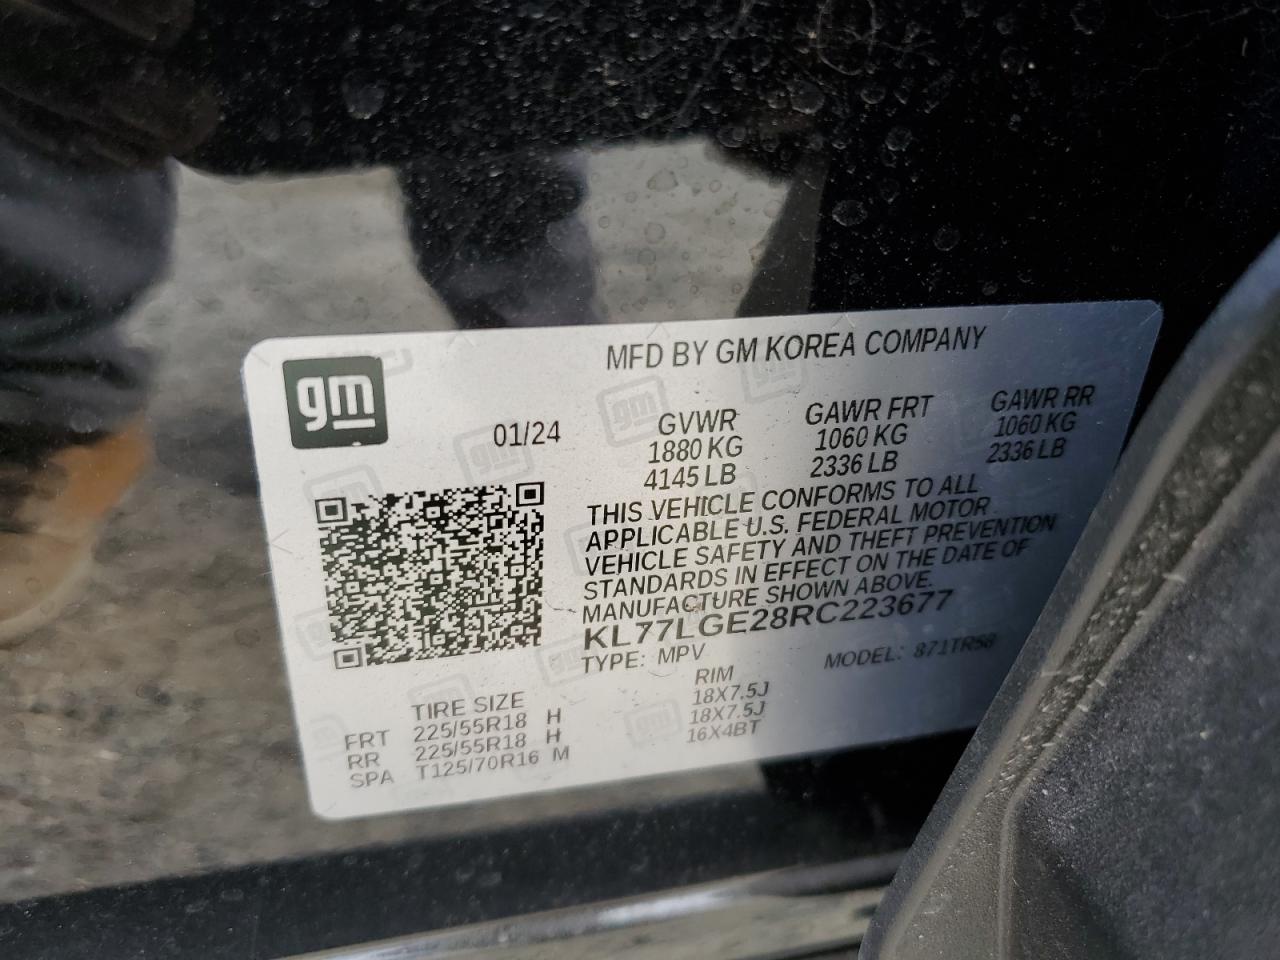 gm
MFD BY GM KOREA COMPANY
01/24
GVWR GAWR FRT GAWR RR
1880 KG 1060 KG 1060 KG
4145 LB 2336 LB 2336 LB
THIS VEHICLE CONFORMS TO ALL
APPLICABLE U.S. FEDERAL MOTOR
VEHICLE SAFETY AND THEFT PREVENTION
STANDARDS IN EFFECT ON THE DATE OF
MANUFACTURE SHOWN ABOVE.
KL77LGE28RC223677
TYPE: MPV MODEL: 871TR58
TIRE SIZE RIM
FRT 225/55R18 H 18X7.5J
RR 225/55R18 H 18X7.5J
SPA T125/70R16 M 16X4BT